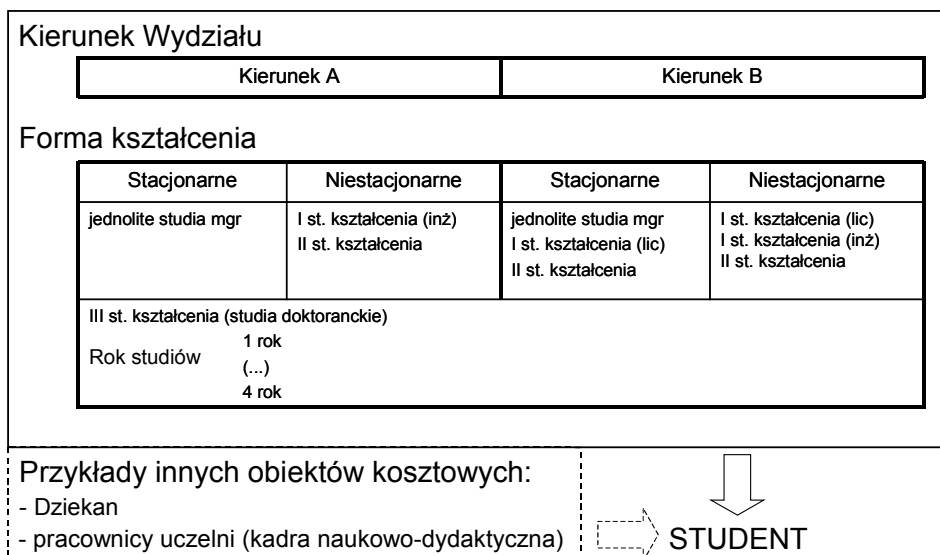 Kierunek Wydziału
Kierunek A
Kierunek B
Forma kształcenia
Stacjonarne
Niestacjonarne
Stacjonarne
Niestacjonarne
jednolite studia mgr
I st. kształcenia (inż)
II st. kształcenia
jednolite studia mgr
I st. kształcenia (lic)
II st. kształcenia
I st. kształcenia (lic)
I st. kształcenia (inż)
II st. kształcenia
III st. kształcenia (studia doktoranckie)
Rok studiów
1 rok
(...)
4 rok
Przykłady innych obiektów kosztowych:
- Dziekan
- pracownicy uczelni (kadra naukowo-dydaktyczna)
STUDENT